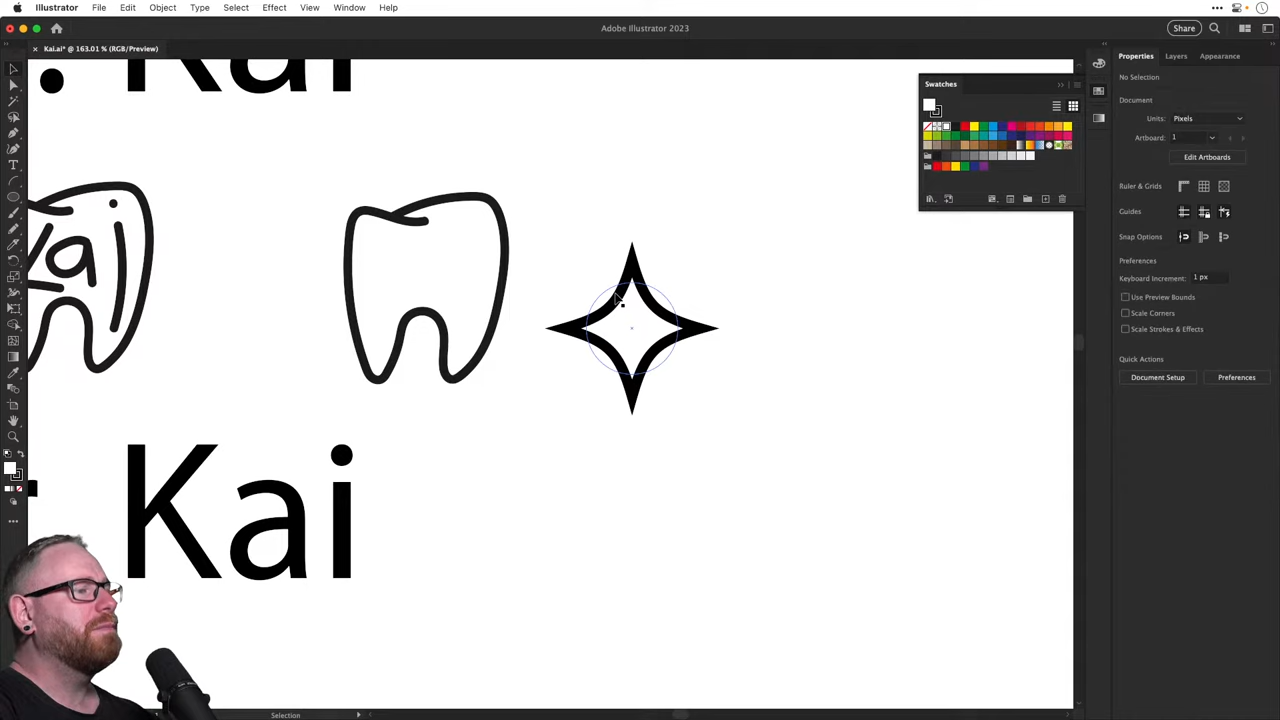 Illustrator File Edit Object Type Select Effect View Window Help
Adobe Illustrator 2023
Share
× Kai.ai* @ 163.01 % (RGB/Preview)
Properties Layers Appearance
No Selection
Document
Units: Pixels
Artboard: 1
Edit Artboards
Ruler & Grids
Guides
Snap Options
Preferences
Keyboard Increment: 1 px
Use Preview Bounds
Scale Corners
Scale Strokes & Effects
Quick Actions
Document Setup Preferences
Swatches
. Kai
Kai
Selection